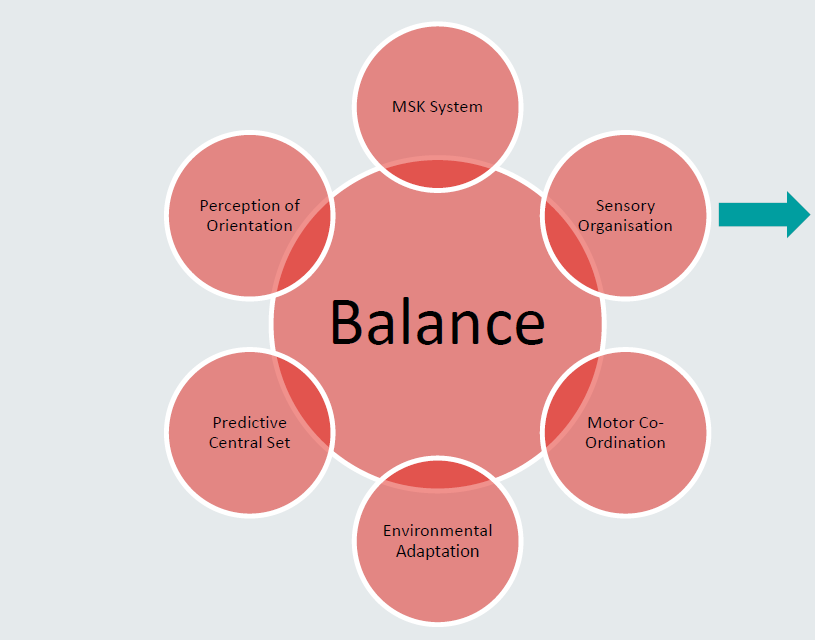 MSK System
Perception of
Orientation
Sensory
Organisation
Balance
Predictive
Central Set
Motor Co-
Ordination
Environmental
Adaptation